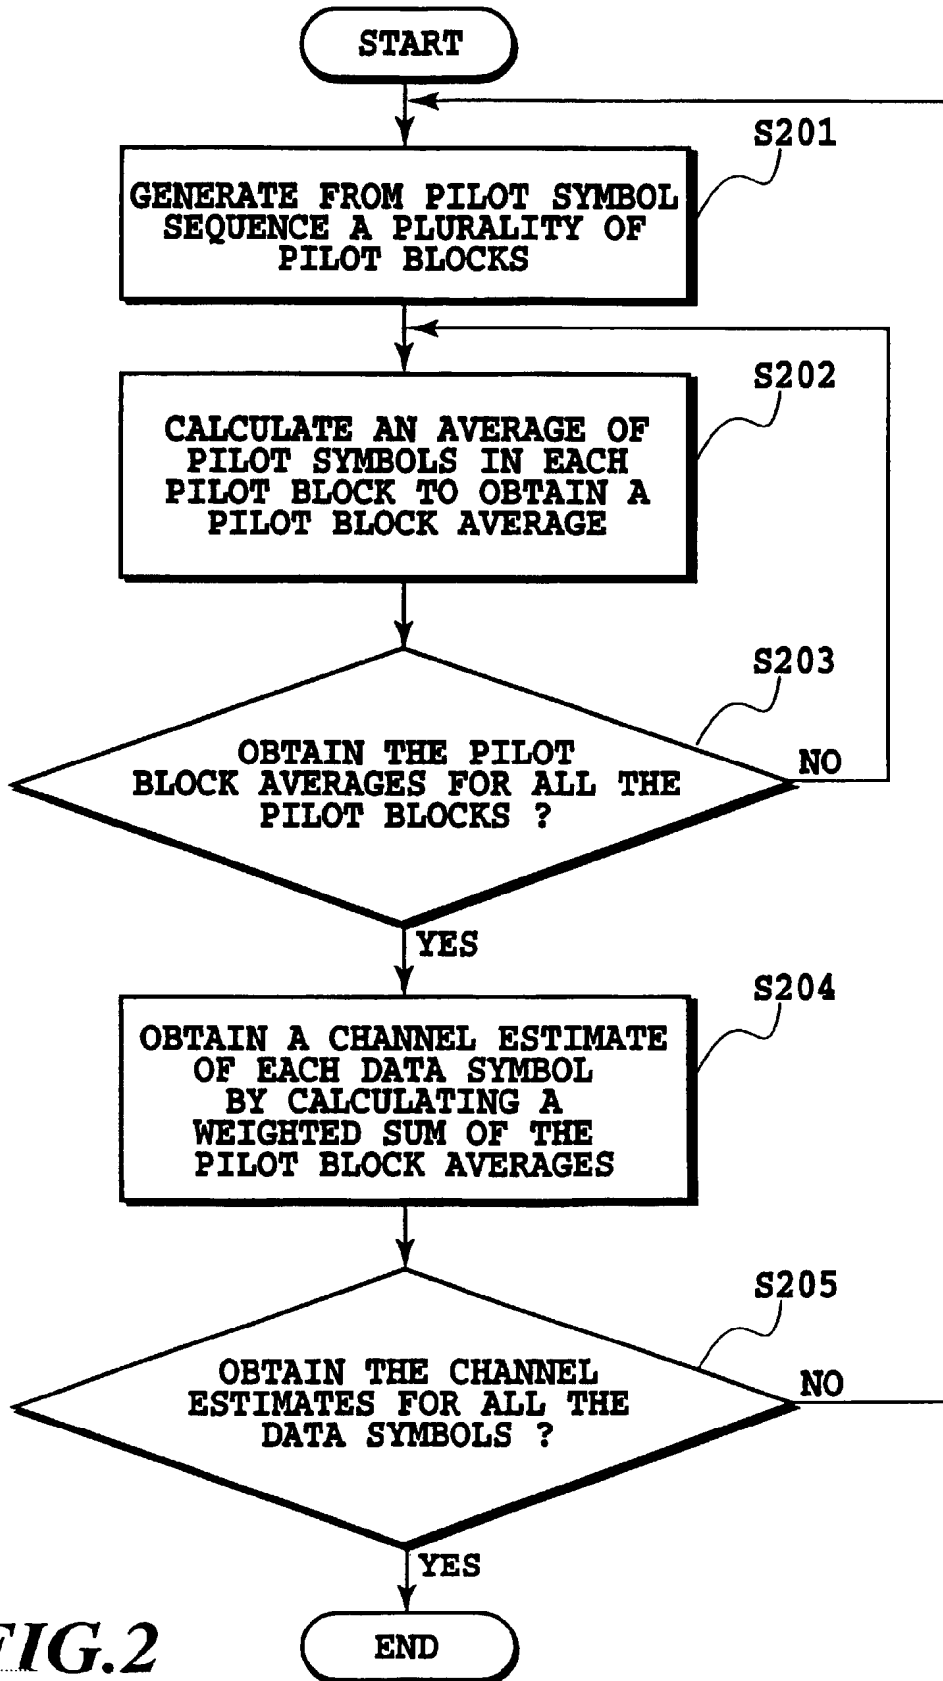 START
S201
GENERATE FROM PILOT SYMBOL
SEQUENCE A PLURALITY OF
PILOT BLOCKS
S202
CALCULATE AN AVERAGE OF
PILOT SYMBOLS IN EACH
PILOT BLOCK TO OBTAIN A
PILOT BLOCK AVERAGE
S203
OBTAIN THE PILOT
BLOCK AVERAGES FOR ALL THE
PILOT BLOCKS ?
NO
YES
S204
OBTAIN A CHANNEL ESTIMATE
OF EACH DATA SYMBOL
BY CALCULATING A
WEIGHTED SUM OF THE
PILOT BLOCK AVERAGES
S205
OBTAIN THE CHANNEL
ESTIMATES FOR ALL THE
DATA SYMBOLS ?
NO
YES
END
FIG.2